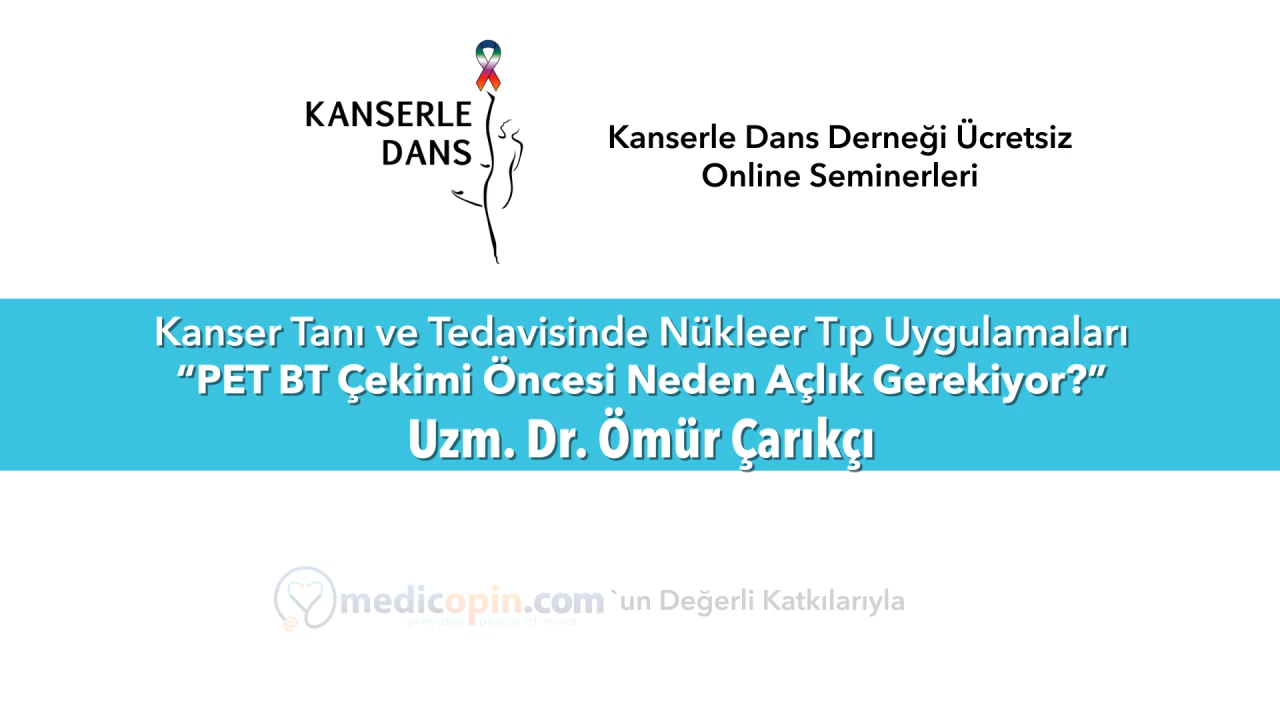 KANSERLE
DANS
Kanserle Dans Derneği Ücretsiz
Online Seminerleri
Kanser Tanı ve Tedavisinde Nükleer Tıp Uygulamaları
“PET BT Çekimi Öncesi Neden Açlık Gerekiyor?”
Uzm. Dr. Ömür Çarıkçı
medicopin.com`un Değerli Katkılarıyla
provides peace of mind